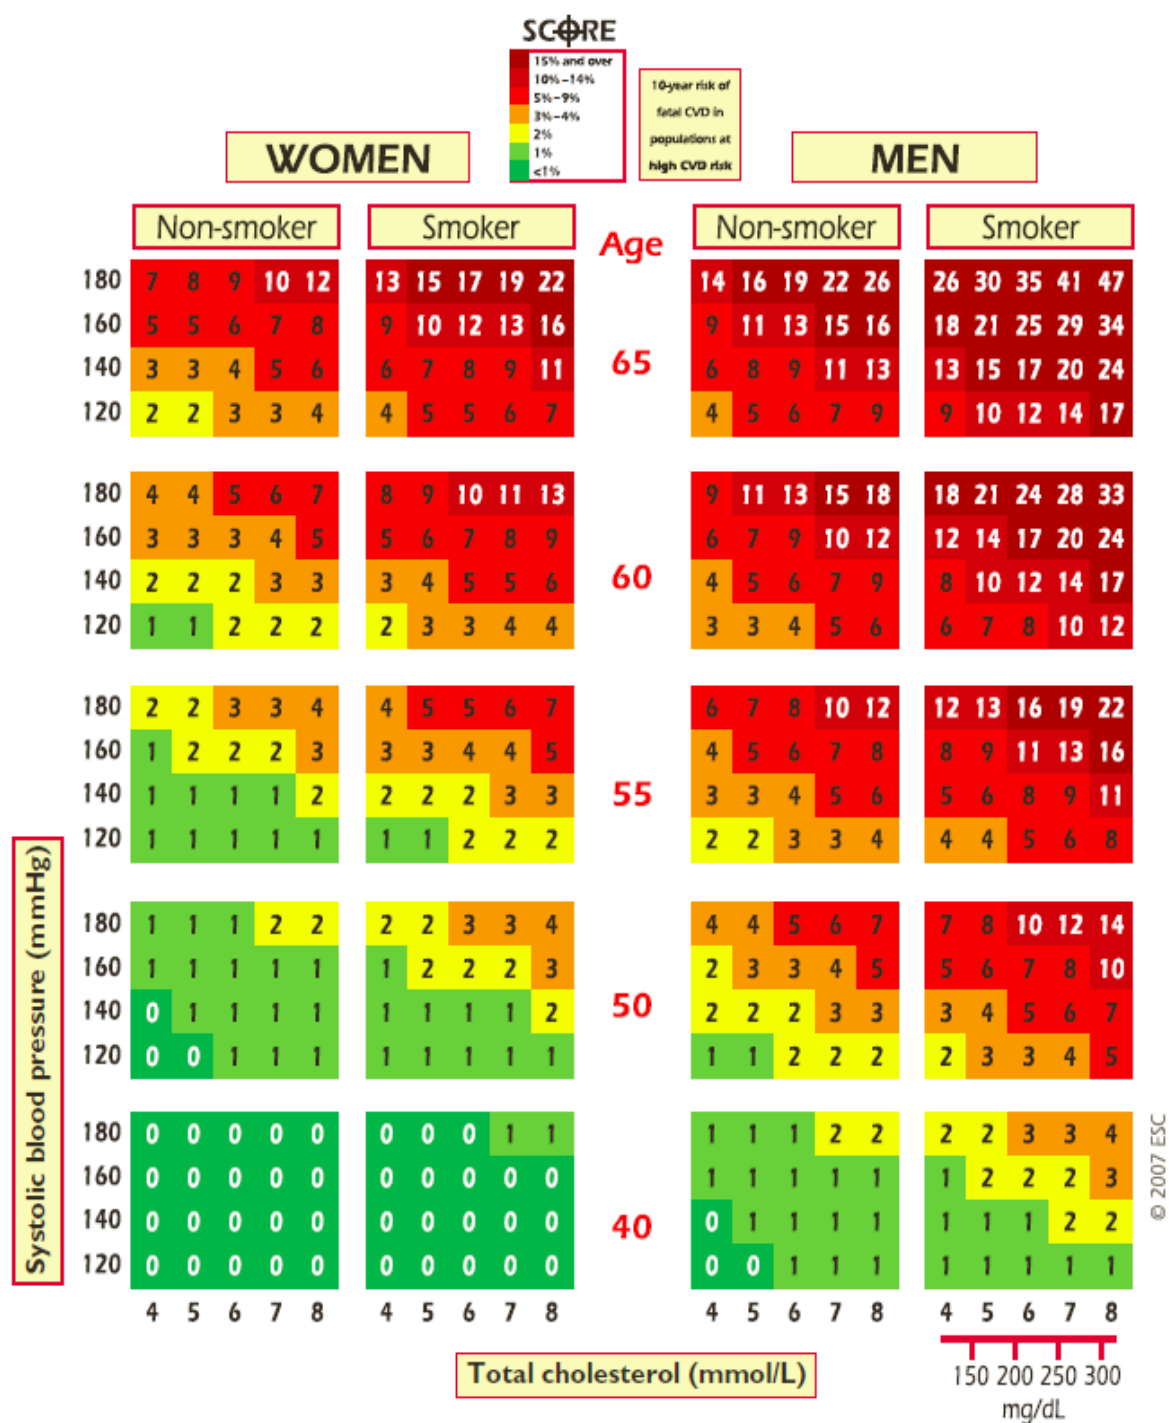 SCORE
15% and over
10%–14%
5%–9%
3%–4%
2%
1%
<1%
10-year risk of
fatal CVD in
populations at
high CVD risk
WOMEN
MEN
Non-smoker Smoker Age Non-smoker Smoker
180 7 8 9 10 12 13 15 17 19 22 14 16 19 22 26 26 30 35 41 47
160 5 5 6 7 8 9 10 12 13 16 9 11 13 15 16 18 21 25 29 34
65
140 3 3 4 5 6 6 7 8 9 11 6 8 9 11 13 13 15 17 20 24
120 2 2 3 3 4 4 5 5 6 7 4 5 6 7 9 9 10 12 14 17
180 4 4 5 6 7 8 9 10 11 13 9 11 13 15 18 18 21 24 28 33
160 3 3 3 4 5 5 6 7 8 9 6 7 9 10 12 12 14 17 20 24
60
140 2 2 2 3 3 3 4 5 5 6 4 5 6 7 9 8 10 12 14 17
120 1 1 2 2 2 2 3 3 4 4 3 3 4 5 6 6 7 8 10 12
180 2 2 3 3 4 4 5 5 6 7 6 7 8 10 12 12 13 16 19 22
160 1 2 2 2 3 3 3 4 4 5 4 5 6 7 8 8 9 11 13 16
55
140 1 1 1 1 2 2 2 2 3 3 3 3 4 5 6 5 6 8 9 11
120 1 1 1 1 1 1 1 2 2 2 2 2 3 3 4 4 4 5 6 8
180 1 1 1 2 2 2 2 3 3 4 4 4 5 6 7 7 8 10 12 14
160 1 1 1 1 1 1 2 2 2 3 2 3 3 4 5 5 6 7 8 10
50
140 0 1 1 1 1 1 1 1 1 2 2 2 2 3 3 3 4 5 6 7
120 0 0 1 1 1 1 1 1 1 1 1 1 2 2 2 2 3 3 4 5
180 0 0 0 0 0 0 0 0 1 1 1 1 1 2 2 2 2 3 3 4
160 0 0 0 0 0 0 0 0 0 0 1 1 1 1 1 1 2 2 2 3
40
140 0 0 0 0 0 0 0 0 0 0 0 1 1 1 1 1 1 1 2 2
120 0 0 0 0 0 0 0 0 0 0 0 0 1 1 1 1 1 1 1 1
4 5 6 7 8 4 5 6 7 8 4 5 6 7 8 4 5 6 7 8
Systolic blood pressure (mmHg)
Total cholesterol (mmol/L)
150 200 250 300
mg/dL
© 2007 ESC